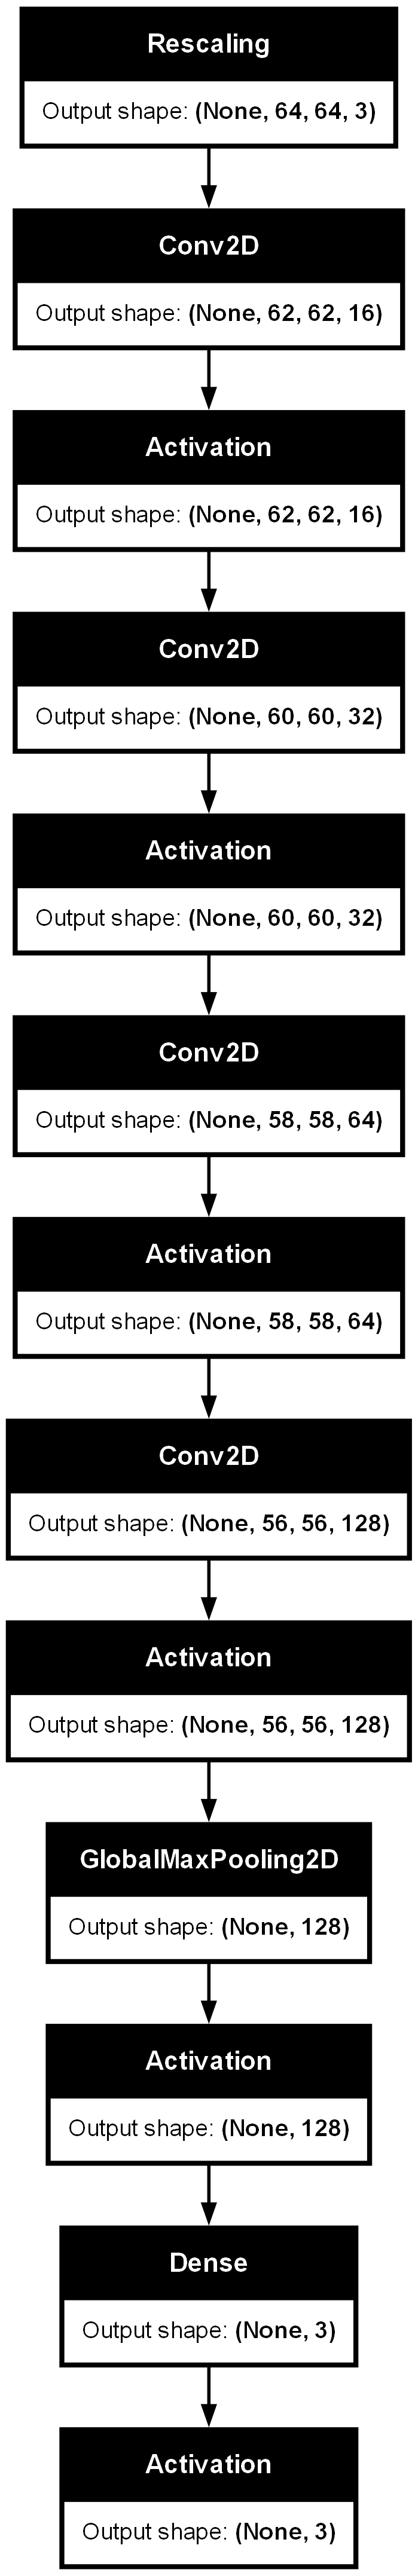 Rescaling
Output shape: (None, 64, 64, 3)
Conv2D
Output shape: (None, 62, 62, 16)
Activation
Output shape: (None, 62, 62, 16)
Conv2D
Output shape: (None, 60, 60, 32)
Activation
Output shape: (None, 60, 60, 32)
Conv2D
Output shape: (None, 58, 58, 64)
Activation
Output shape: (None, 58, 58, 64)
Conv2D
Output shape: (None, 56, 56, 128)
Activation
Output shape: (None, 56, 56, 128)
GlobalMaxPooling2D
Output shape: (None, 128)
Activation
Output shape: (None, 128)
Dense
Output shape: (None, 3)
Activation
Output shape: (None, 3)